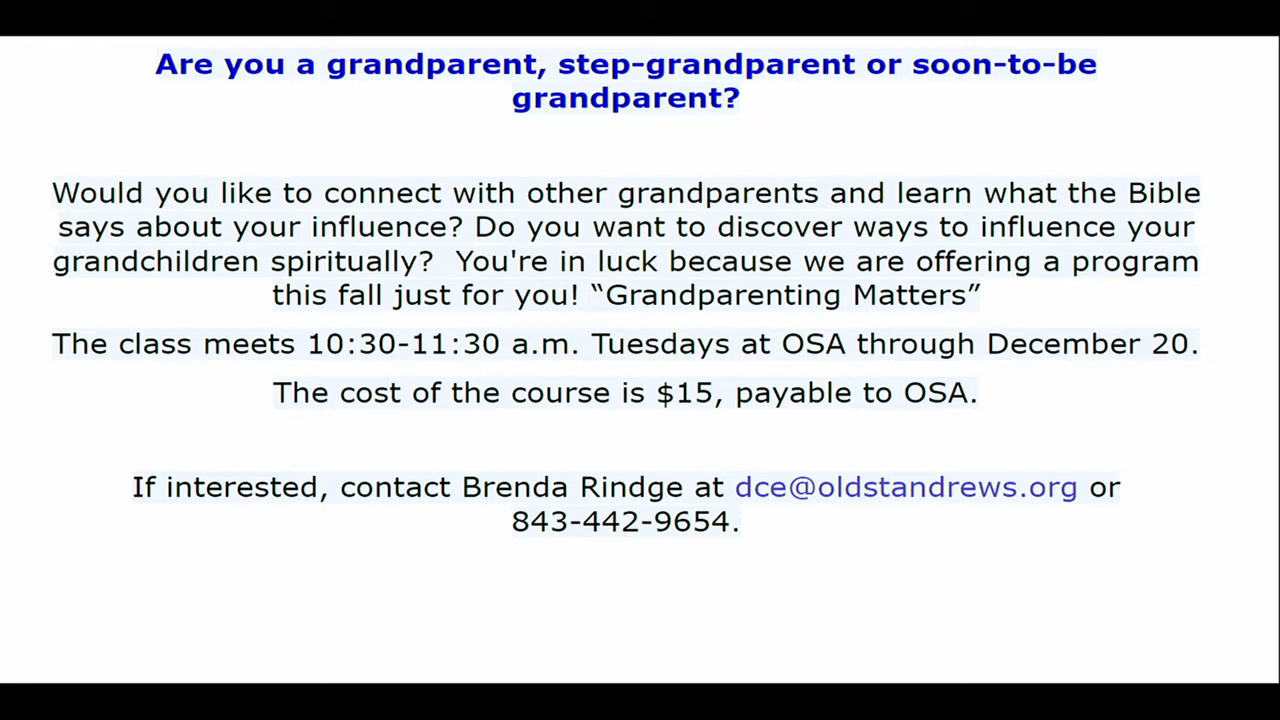 Are you a grandparent, step-grandparent or soon-to-be
grandparent?
Would you like to connect with other grandparents and learn what the Bible
says about your influence? Do you want to discover ways to influence your
grandchildren spiritually?  You're in luck because we are offering a program
this fall just for you! “Grandparenting Matters”
The class meets 10:30-11:30 a.m. Tuesdays at OSA through December 20.
The cost of the course is $15, payable to OSA.
If interested, contact Brenda Rindge at dce@oldstandrews.org or
843-442-9654.